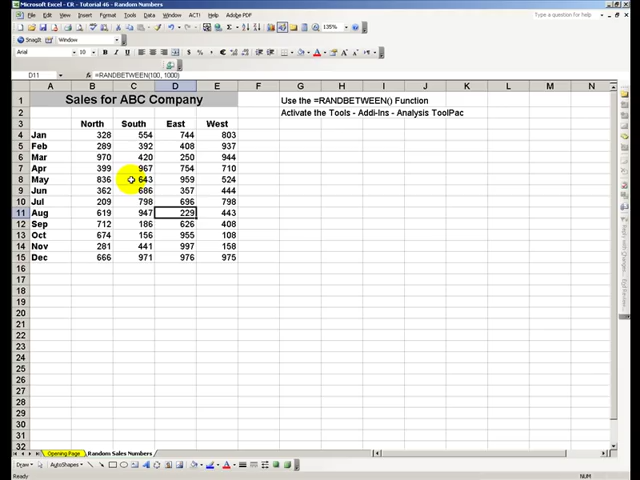 Microsoft Excel - CR - Tutorial 46 - Random Numbers
File Edit View Insert Format Tools Data Window ACT! Help Adobe PDF
Type a question for help
SnagIt Window
135%
Arial 10 B I U
D11 =RANDBETWEEN(100, 1000)
A B C D E F G H I J K L M N
1 Sales for ABC Company Use the =RANDBETWEEN() Function
2 Activate the Tools - Addi-Ins - Analysis ToolPac
3 North South East West
4 Jan 328 554 744 803
5 Feb 289 392 408 937
6 Mar 970 420 250 944
7 Apr 399 967 754 710
8 May 836 643 959 524
9 Jun 362 686 357 444
10 Jul 209 798 696 798
11 Aug 619 947 229 443
12 Sep 712 186 626 408
13 Oct 674 156 955 108
14 Nov 281 441 997 158
15 Dec 666 971 976 975
16
17
18
19
20
21
22
23
24
25
26
27
28
29
30
31
32
Opening Page Random Sales Numbers
Draw AutoShapes
Ready NUM